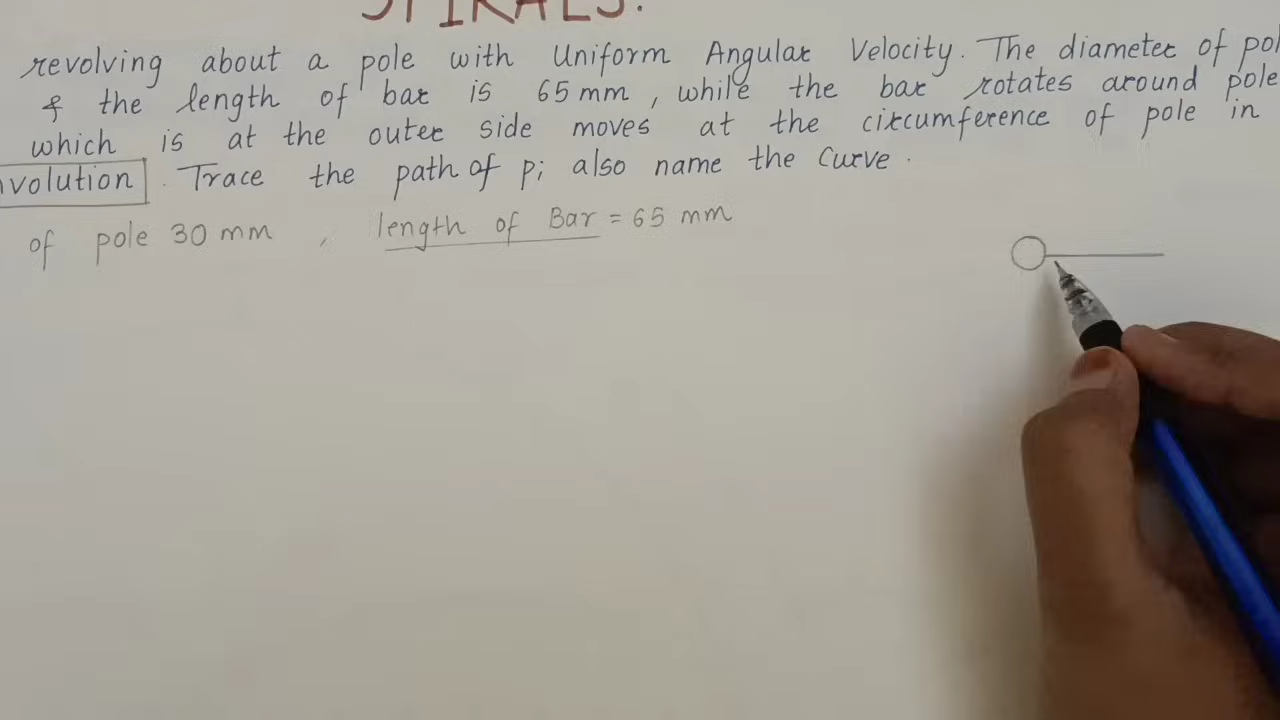 SPIRALS.
revolving about a pole with Uniform Angular Velocity. The diameter of pol
& the length of bar is 65 mm, while the bar rotates around pole
which is at the outer side moves at the circumference of pole in
nvolution. Trace the path of p; also name the curve.
of pole 30 mm , length of Bar = 65 mm